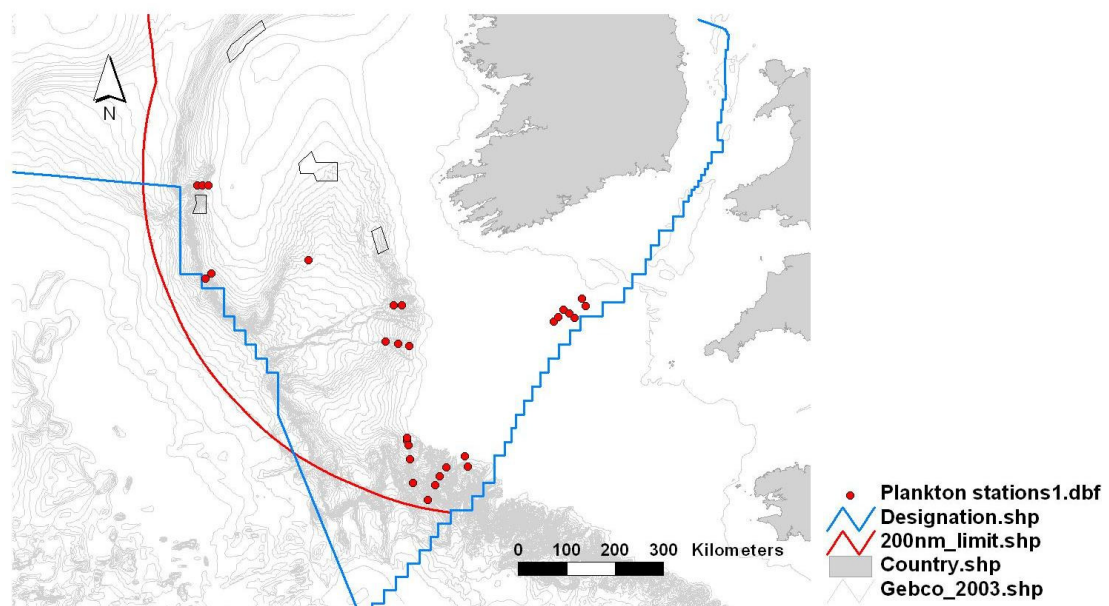 N
0 100 200 300 Kilometers
Plankton stations1.dbf
Designation.shp
200nm_limit.shp
Country.shp
Gebco_2003.shp